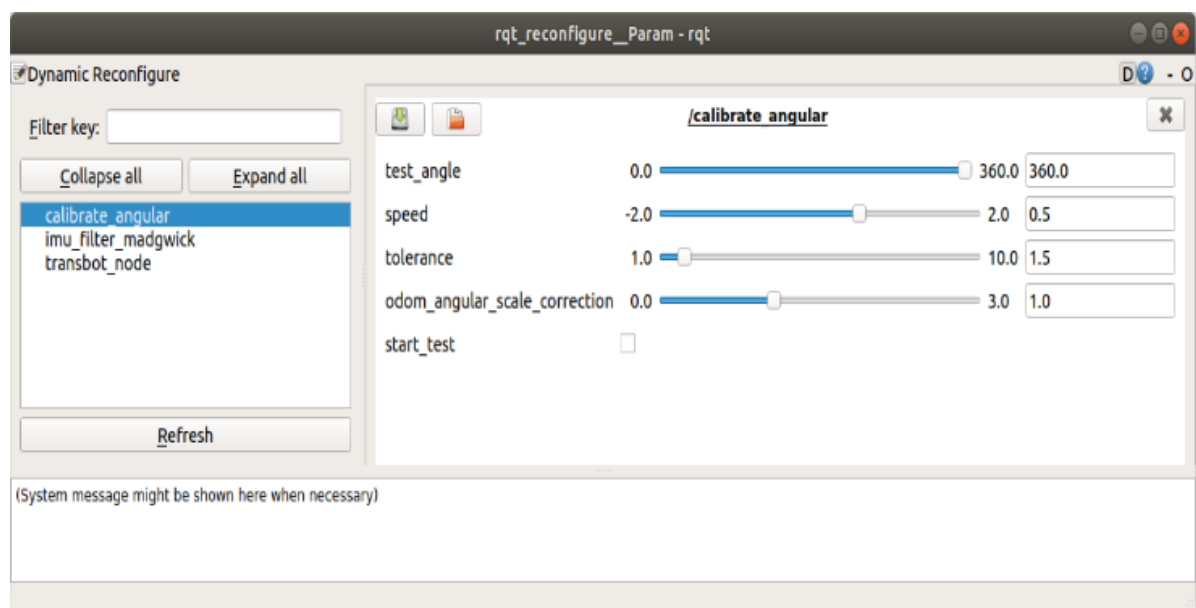 rqt_reconfigure__Param - rqt
Dynamic Reconfigure
D? - O
Filter key:
Collapse all Expand all
calibrate_angular
imu_filter_madgwick
transbot_node
Refresh
/calibrate_angular
test_angle 0.0 360.0 360.0
speed -2.0 2.0 0.5
tolerance 1.0 10.0 1.5
odom_angular_scale_correction 0.0 3.0 1.0
start_test
(System message might be shown here when necessary)